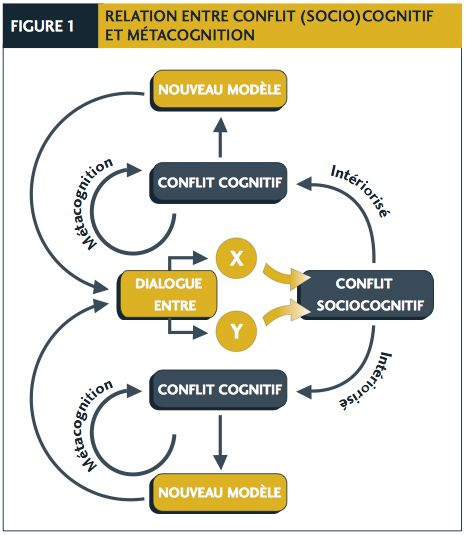 FIGURE 1
RELATION ENTRE CONFLIT (SOCIO)COGNITIF
ET MÉTACOGNITION
NOUVEAU MODÈLE
Métacognition
CONFLIT COGNITIF
Intériorisé
DIALOGUE
ENTRE
X
Y
CONFLIT
SOCIOCOGNITIF
Métacognition
CONFLIT COGNITIF
Intériorisé
NOUVEAU MODÈLE